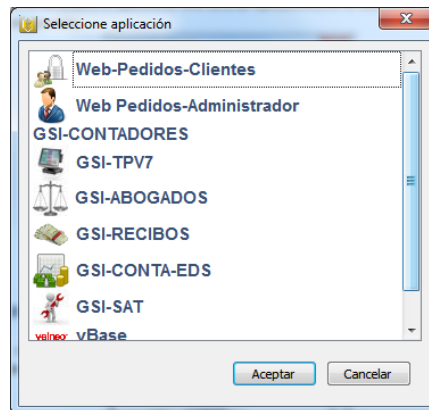 Seleccione aplicación
Web-Pedidos-Clientes
Web Pedidos-Administrador
GSI-CONTADORES
GSI-TPV7
GSI-ABOGADOS
GSI-RECIBOS
GSI-CONTA-EDS
GSI-SAT
velneo vBase
Aceptar Cancelar